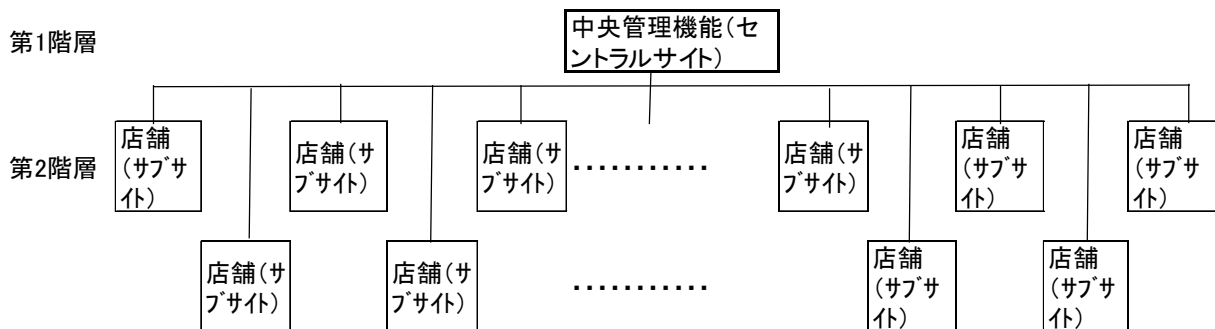 第1階層
中央管理機能(セ
ントラルサイト)
第2階層
店舗
(サブサ
イト)
店舗(サ
ブサイト)
店舗(サ
ブサイト)
・・・・・・・・・・・
店舗(サ
ブサイト)
店舗
(サブサ
イト)
店舗
(サブサ
イト)
店舗(サ
ブサイト)
店舗(サ
ブサイト)
・・・・・・・・・・・
店舗
(サブサ
イト)
店舗
(サブサ
イト)